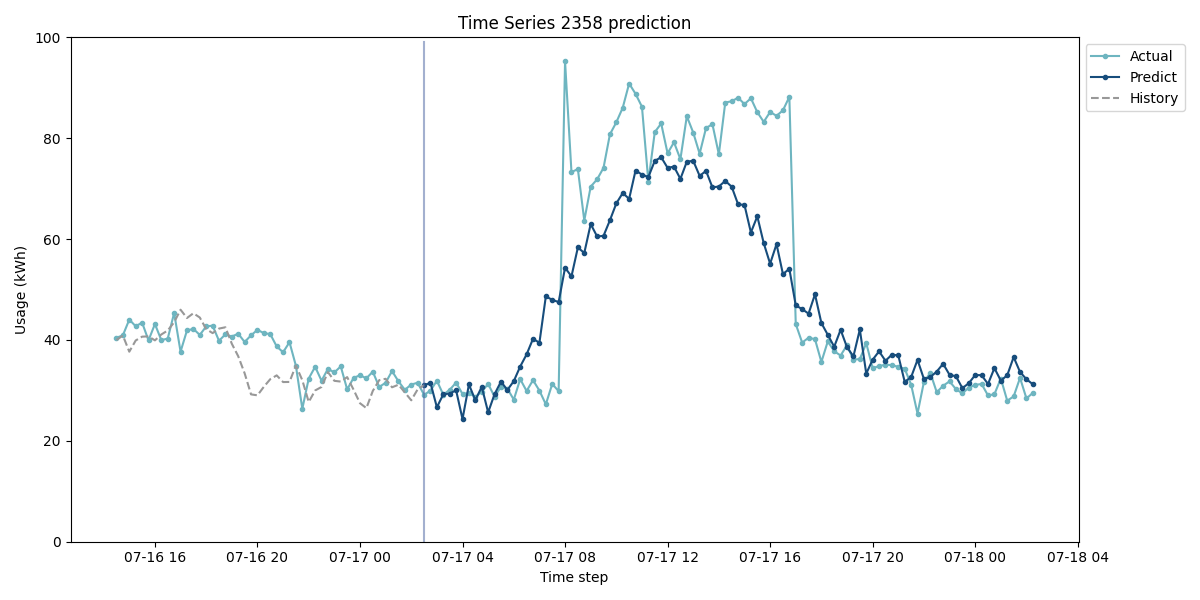 Time Series 2358 prediction
Usage (kWh)
100
80
60
40
20
0
07-16 16
07-16 20
07-17 00
07-17 04
07-17 08
07-17 12
07-17 16
07-17 20
07-18 00
07-18 04
Time step
Actual
Predict
History